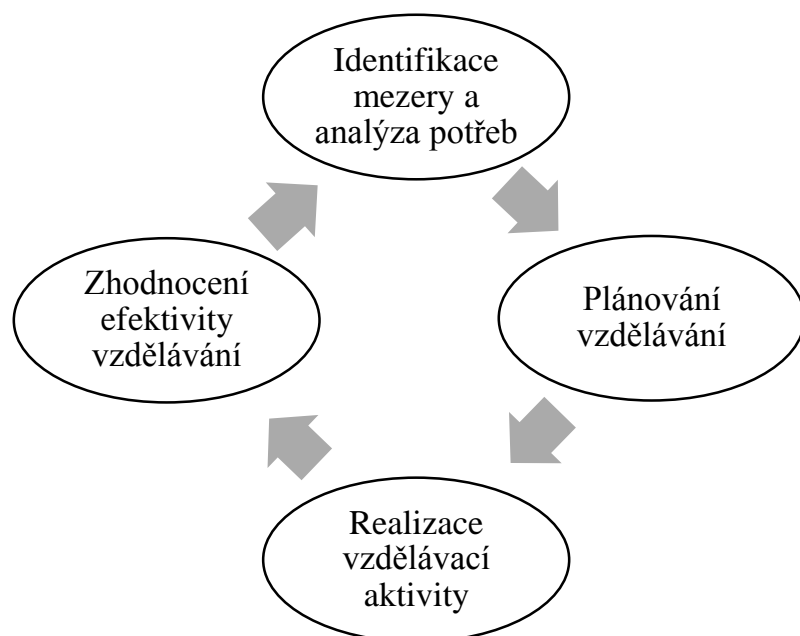 Identifikace
mezery a
analýza potřeb
Plánování
vzdělávání
Realizace
vzdělávací
aktivity
Zhodnocení
efektivity
vzdělávání